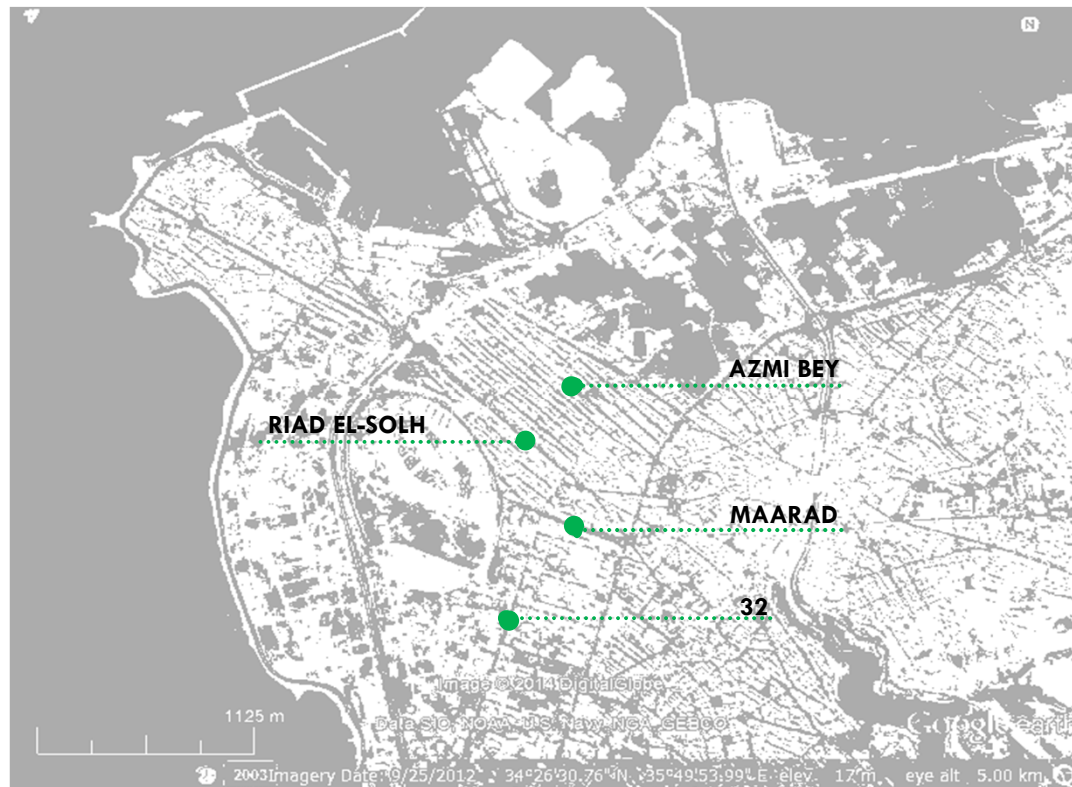 N
AZMI BEY
RIAD EL-SOLH
MAARAD
32
Image © 2014 DigitalGlobe
1125 m
Data SIO, NOAA, U.S. Navy, NGA, GEBCO
Google earth
2003 Imagery Date: 9/25/2012 34°26'30.76" N 35°49'53.99" E elev 17 m eye alt 5.00 km